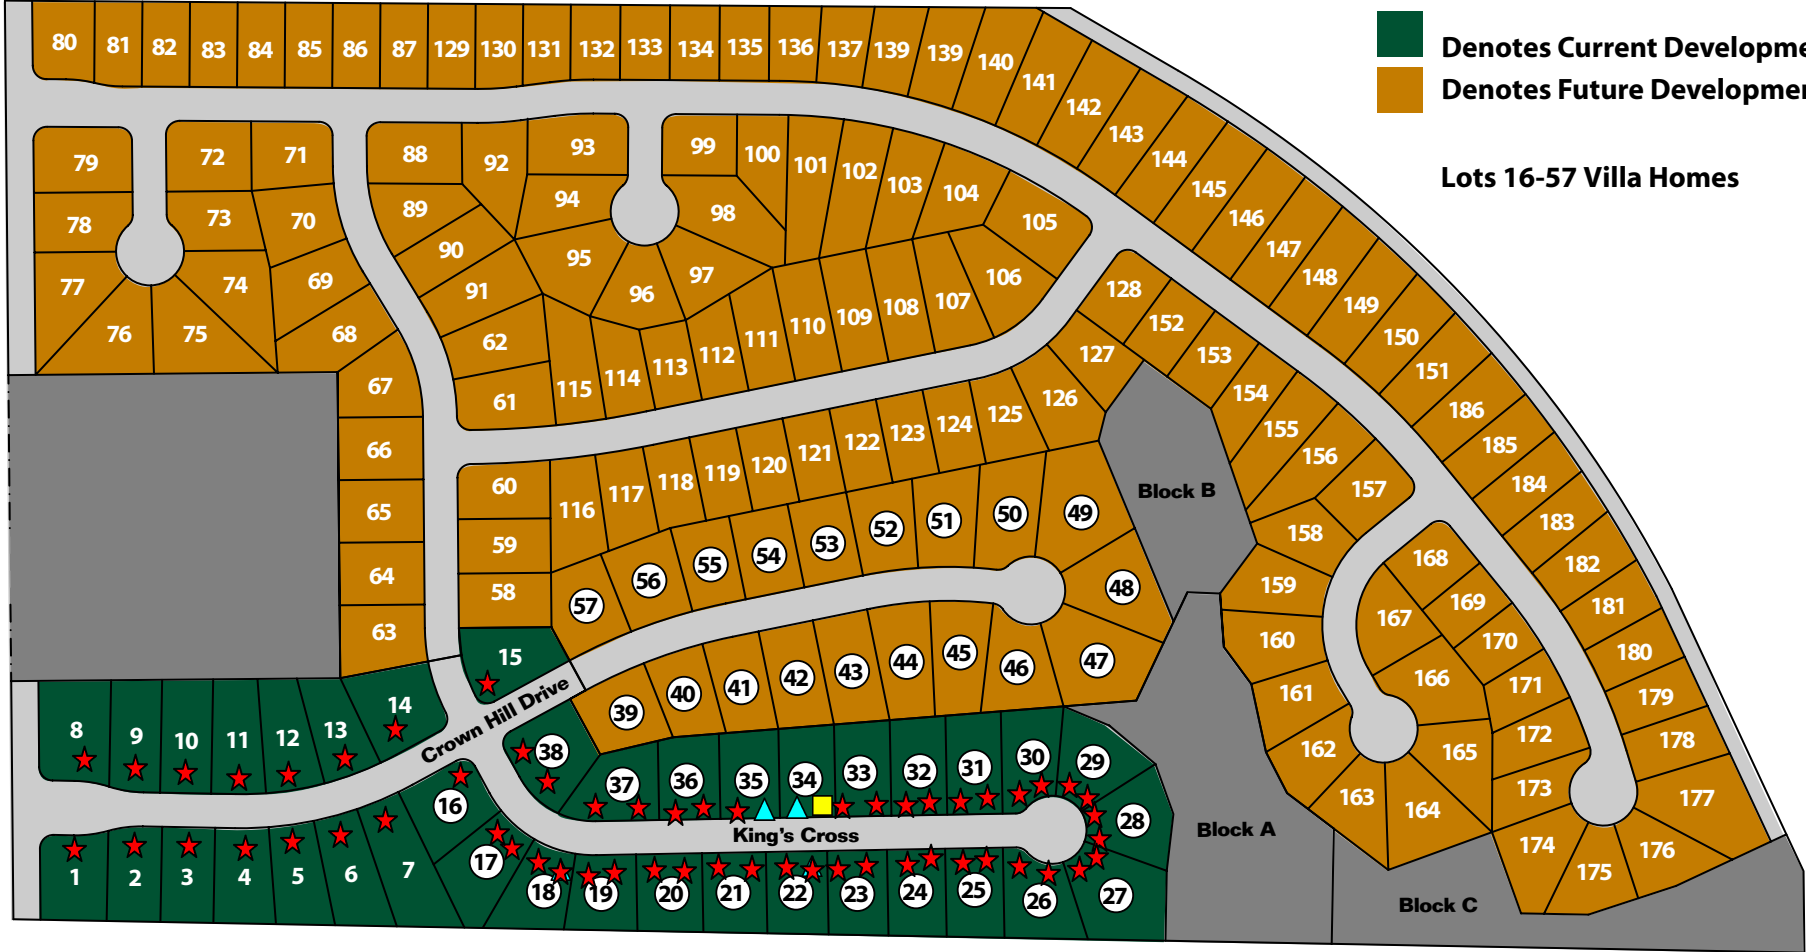 80 81 82 83 84 85 86 87 129 130 131 132 133 134 135 136 137 139 139 140
141 142 143 144 145 146 147 148 149 150 151 186 185 184 183 182 181 180 179 178 177
Denotes Current Developme
Denotes Future Developmen
Lots 16-57 Villa Homes
79 72 71 88 92 93 99 100 101 102 103 104 105
78 73 70 89 94 98
77 74 69 90 95 97 106
76 75 68 91 96
62 115 114 113 112 111 110 109 108 107
67 61
128 152 153 154 155 156 157
127 126 125 124 123 122 121 120 119 118 117 116
66 60
65 59
64 58
63
57 56 55 54 53 52 51 50 49 48
Block B
158 159 160 161 162 163 164 165 166 167 168 169 170 171 172 173 174 175 176
15
39 40 41 42 43 44 45 46 47
Crown Hill Drive
8 9 10 11 12 13 14
38 37 36 35 34 33 32 31 30 29 28
King's Cross
Block A
16 17 18 19 20 21 22 23 24 25 26 27
1 2 3 4 5 6 7
Block C